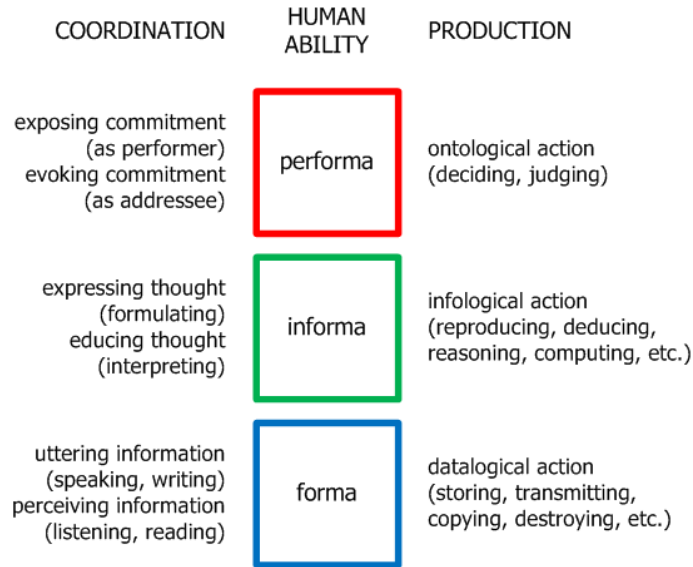 COORDINATION
HUMAN
ABILITY
PRODUCTION
exposing commitment
(as performer)
evoking commitment
(as addressee)
performa
ontological action
(deciding, judging)
expressing thought
(formulating)
educing thought
(interpreting)
informa
infological action
(reproducing, deducing,
reasoning, computing, etc.)
uttering information
(speaking, writing)
perceiving information
(listening, reading)
forma
datalogical action
(storing, transmitting,
copying, destroying, etc.)